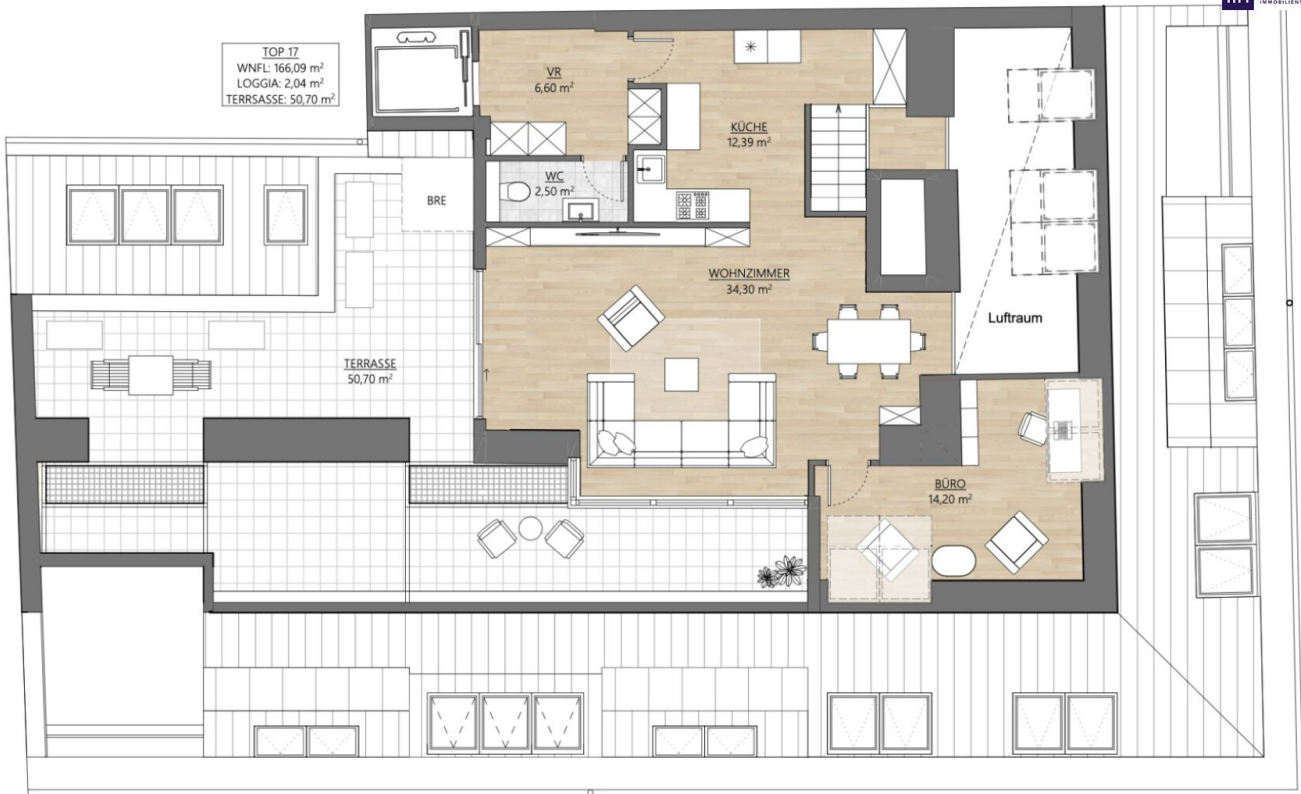 IMMOBILIENT
TOP 17
WNFL: 166,09 m²
LOGGIA: 2,04 m²
TERRSASSE: 50,70 m²
VR
6,60 m²
KÜCHE
12,39 m²
WC
2,50 m²
BRE
WOHNZIMMER
34,30 m²
Luftraum
TERRASSE
50,70 m²
BÜRO
14,20 m²